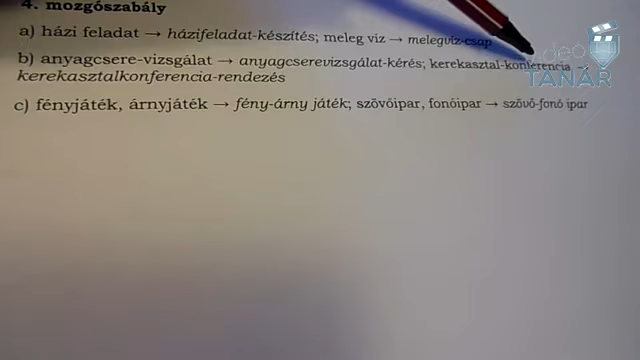 4. mozgószabály
a) házi feladat → házifeladat-készítés; meleg víz → melegvíz-csap
b) anyagcsere-vizsgálat → anyagcserevizsgálat-kérés; kerekasztal-konferencia →
kerekasztalkonferencia-rendezés
c) fényjáték, árnyjáték → fény-árny játék; szövőipar, fonóipar → szövő-fonó ipar
ideo
TANÁR